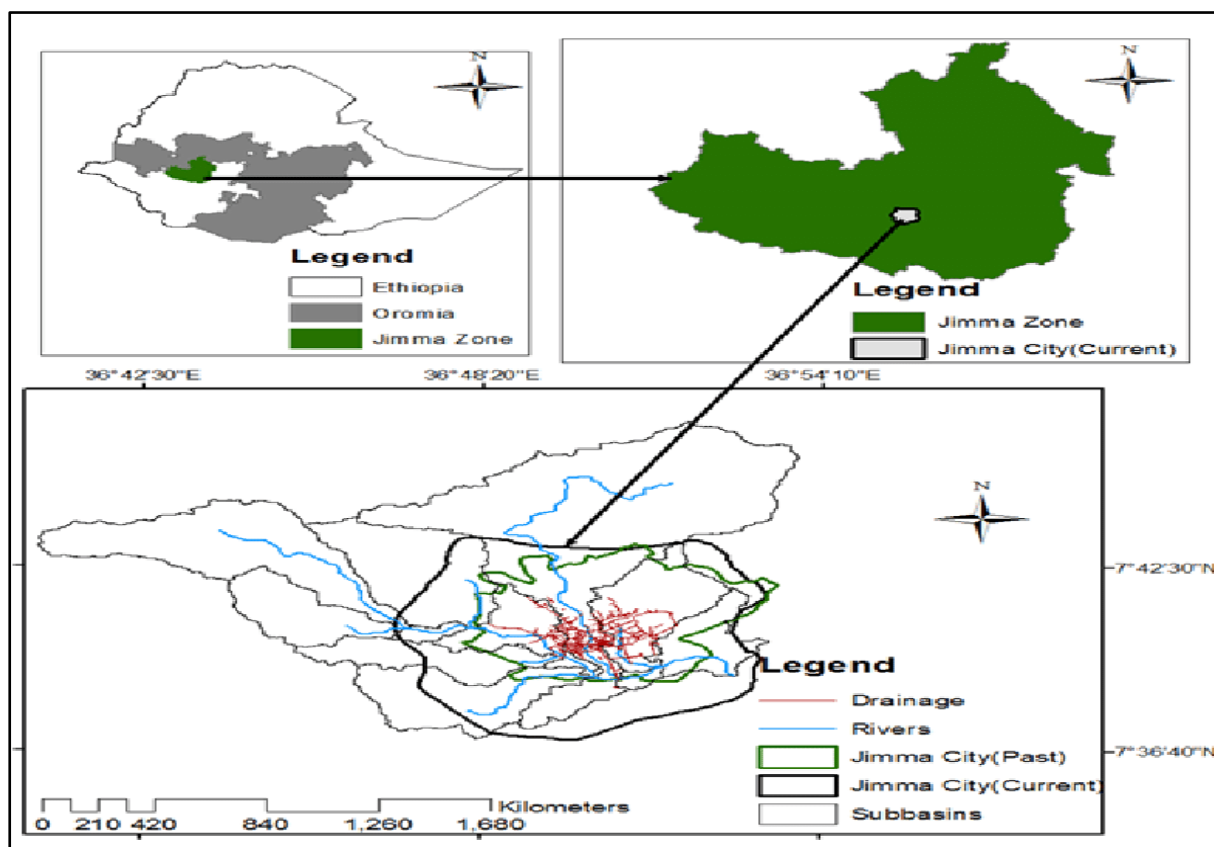 N
Legend
Ethiopia
Oromia
Jimma Zone
N
Legend
Jimma Zone
Jimma City(Current)
36°42'30"E
36°48'20"E
36°54'10"E
N
7°42'30"N
7°36'40"N
Legend
Drainage
Rivers
Jimma City(Past)
Jimma City(Current)
Subbasins
Kilometers
0 210 420 840 1,260 1,680